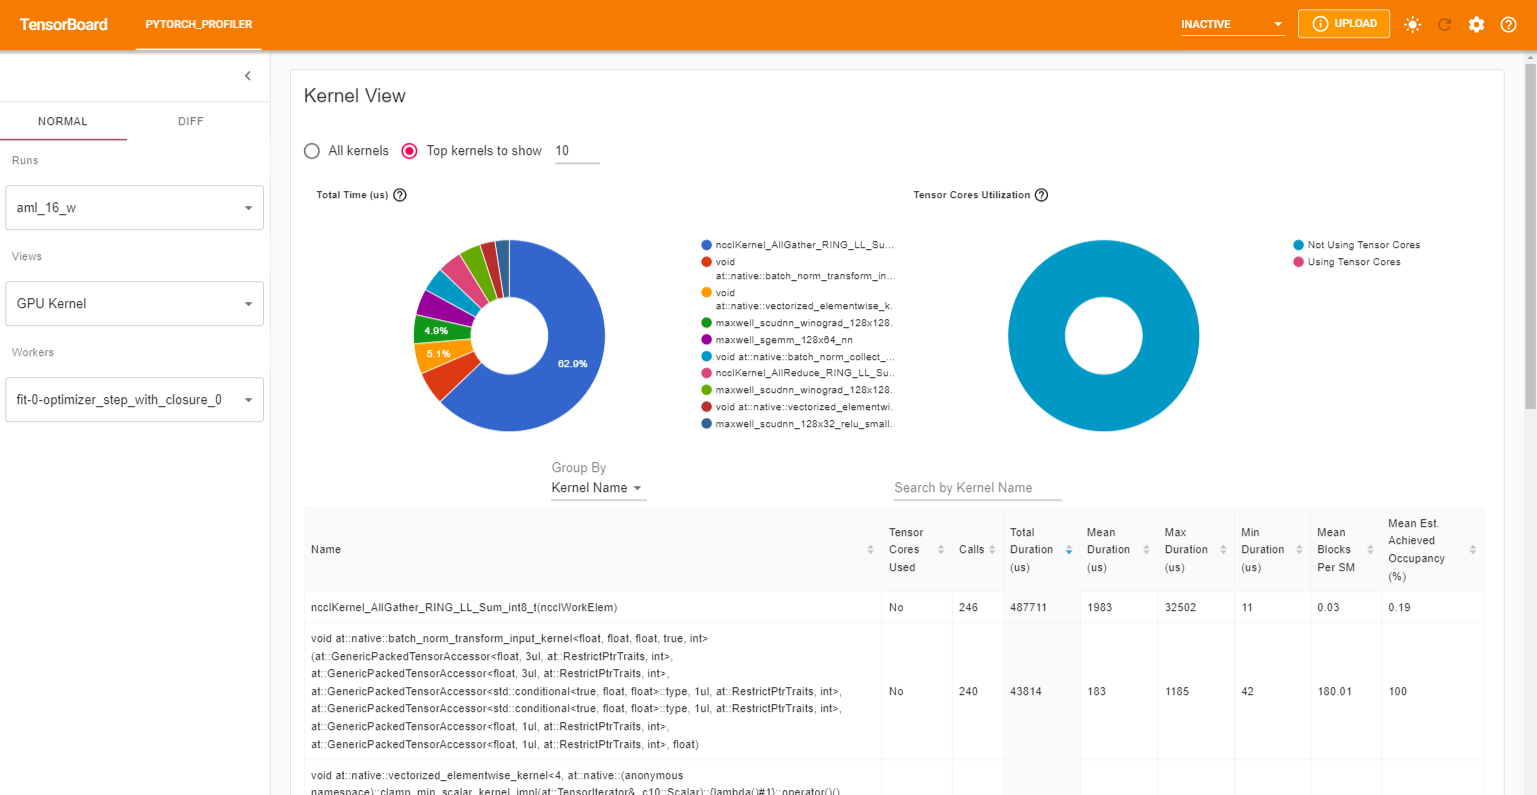 TensorBoard
PYTORCH_PROFILER
INACTIVE
UPLOAD
NORMAL
DIFF
Runs
aml_16_w
Views
GPU Kernel
Workers
fit-0-optimizer_step_with_closure_0
Kernel View
All kernels
Top kernels to show
10
Total Time (us)
62.9%
5.1%
4.9%
ncclKernel_AllGather_RING_LL_Su...
void
at::native::batch_norm_transform_in...
void
at::native::vectorized_elementwise_k.
maxwell_scudnn_winograd_128x128.
maxwell_sgemm_128x64_nn
void at::native::batch_norm_collect_...
ncclKernel_AllReduce_RING_LL_Su..
maxwell_scudnn_winograd_128x128.
void at::native::vectorized_elementwi.
maxwell_scudnn_128x32_relu_small..
Tensor Cores Utilization
Not Using Tensor Cores
Using Tensor Cores
Group By
Kernel Name
Search by Kernel Name
Name
Tensor
Cores
Used
Calls
Total
Duration
(us)
Mean
Duration
(us)
Max
Duration
(us)
Min
Duration
(us)
Mean
Blocks
Per SM
Mean Est.
Achieved
Occupancy
(%)
ncclKernel_AllGather_RING_LL_Sum_int8_t(ncclWorkElem)
No
246
487711
1983
32502
11
0.03
0.19
void at::native::batch_norm_transform_input_kernel<float, float, float, true, int>
(at::GenericPackedTensorAccessor<float, 3ul, at::RestrictPtrTraits, int>,
at::GenericPackedTensorAccessor<float, 3ul, at::RestrictPtrTraits, int>,
at::GenericPackedTensorAccessor<std::conditional<true, float, float>::type, 1ul, at::RestrictPtrTraits, int>,
at::GenericPackedTensorAccessor<std::conditional<true, float, float>::type, 1ul, at::RestrictPtrTraits, int>,
at::GenericPackedTensorAccessor<float, 1ul, at::RestrictPtrTraits, int>,
at::GenericPackedTensorAccessor<float, 1ul, at::RestrictPtrTraits, int>, float)
No
240
43814
183
1185
42
180.01
100
void at::native::vectorized_elementwise_kernel<4, at::native::(anonymous
namespace)::clamp_min_scalar_kernel_impl(at::TensorIterator&, c10::Scalar)::{lambda()#1}::operator()()